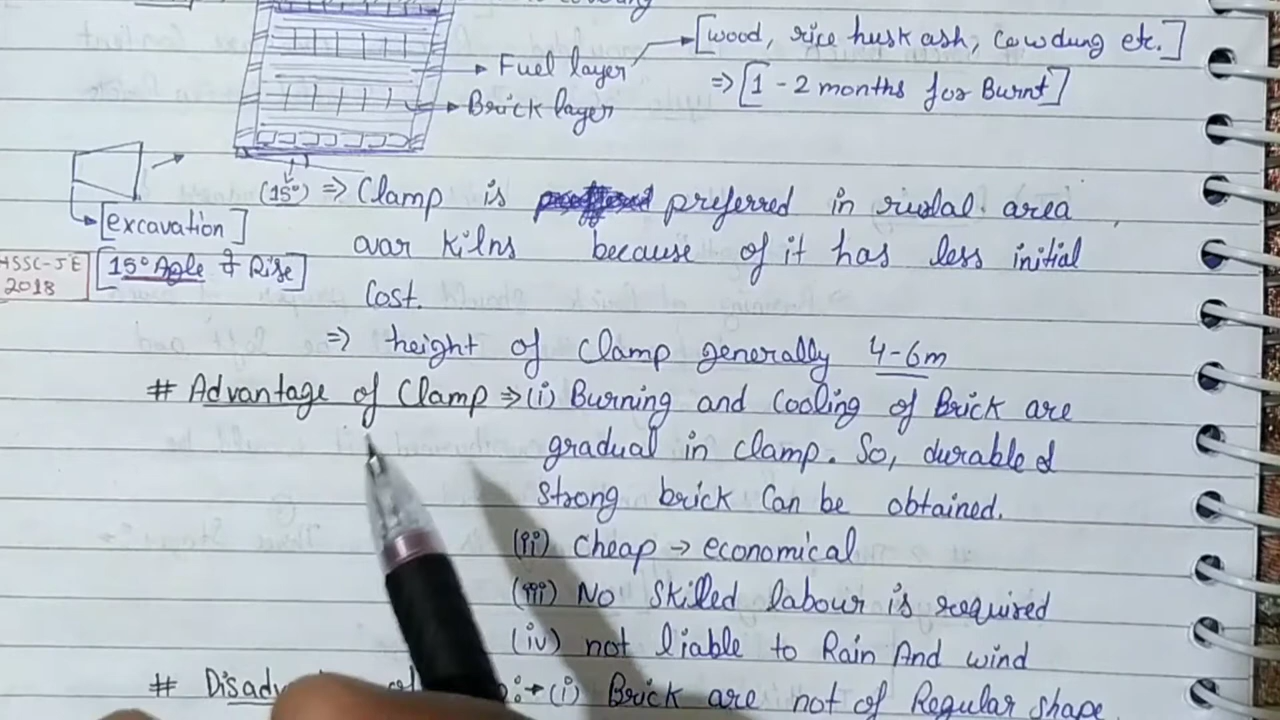 [wood, rice husk ash, Cowdung etc.]
Fuel layer
⇒ [1 - 2 months for Burnt]
Brick layer
(15°) ⇒ Clamp is preferred in rural area
[excavation]
avar kilns because of it has less initial
HSSC-JE
2018
[15° Agle of Rise]
Cost.
⇒ height of Clamp generally 4-6m
# Advantage of Clamp ⇒ (i) Burning and Cooling of Brick are
gradual in clamp. So, durable &
strong brick Can be obtained.
(ii) Cheap → economical
(iii) No Skilled labour is required
(iv) not liable to Rain And wind
# (i) Brick are not of Regular shape